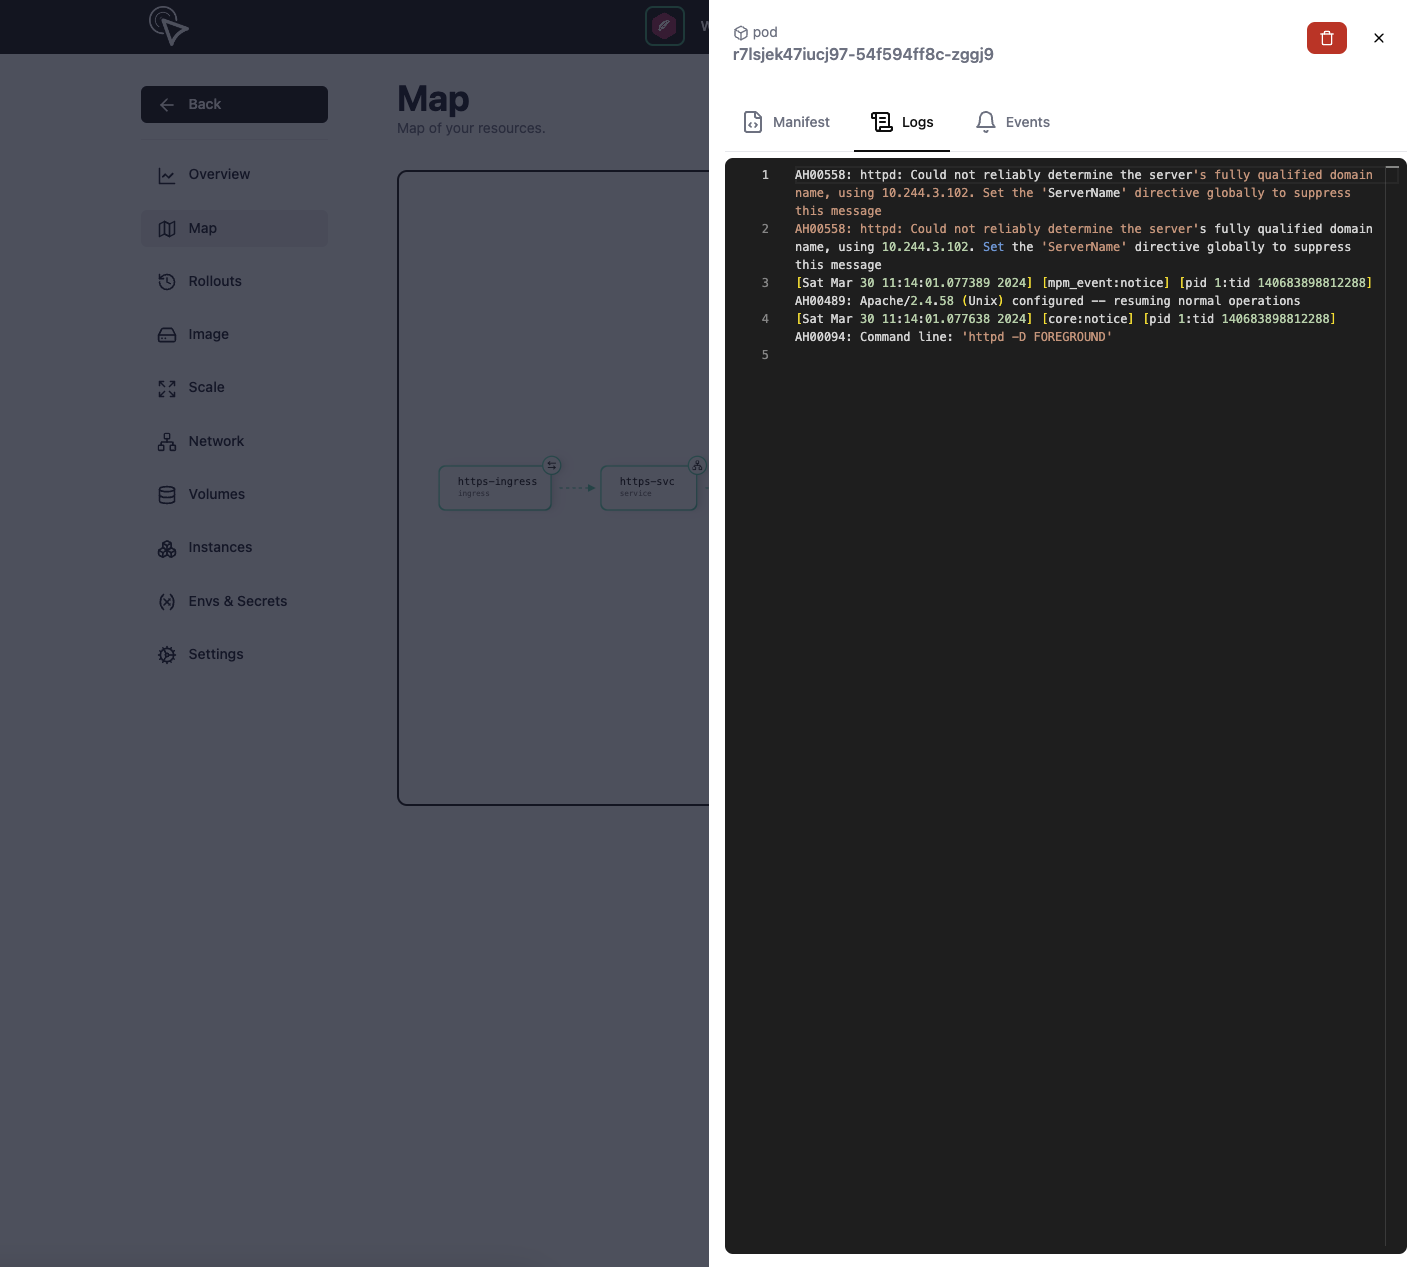 W
pod
r7lsjek47iucj97-54f594ff8c-zggj9
Back
Map
Map of your resources.
Overview
Map
Rollouts
Image
Scale
Network
Volumes
Instances
Envs & Secrets
Settings
https-ingress
ingress
https-svc
service
Manifest
Logs
Events
1 AH00558: httpd: Could not reliably determine the server's fully qualified domain
name, using 10.244.3.102. Set the 'ServerName' directive globally to suppress
this message
2 AH00558: httpd: Could not reliably determine the server's fully qualified domain
name, using 10.244.3.102. Set the 'ServerName' directive globally to suppress
this message
3 [Sat Mar 30 11:14:01.077389 2024] [mpm_event:notice] [pid 1:tid 140683898812288]
AH00489: Apache/2.4.58 (Unix) configured -- resuming normal operations
4 [Sat Mar 30 11:14:01.077638 2024] [core:notice] [pid 1:tid 140683898812288]
AH00094: Command line: 'httpd -D FOREGROUND'
5